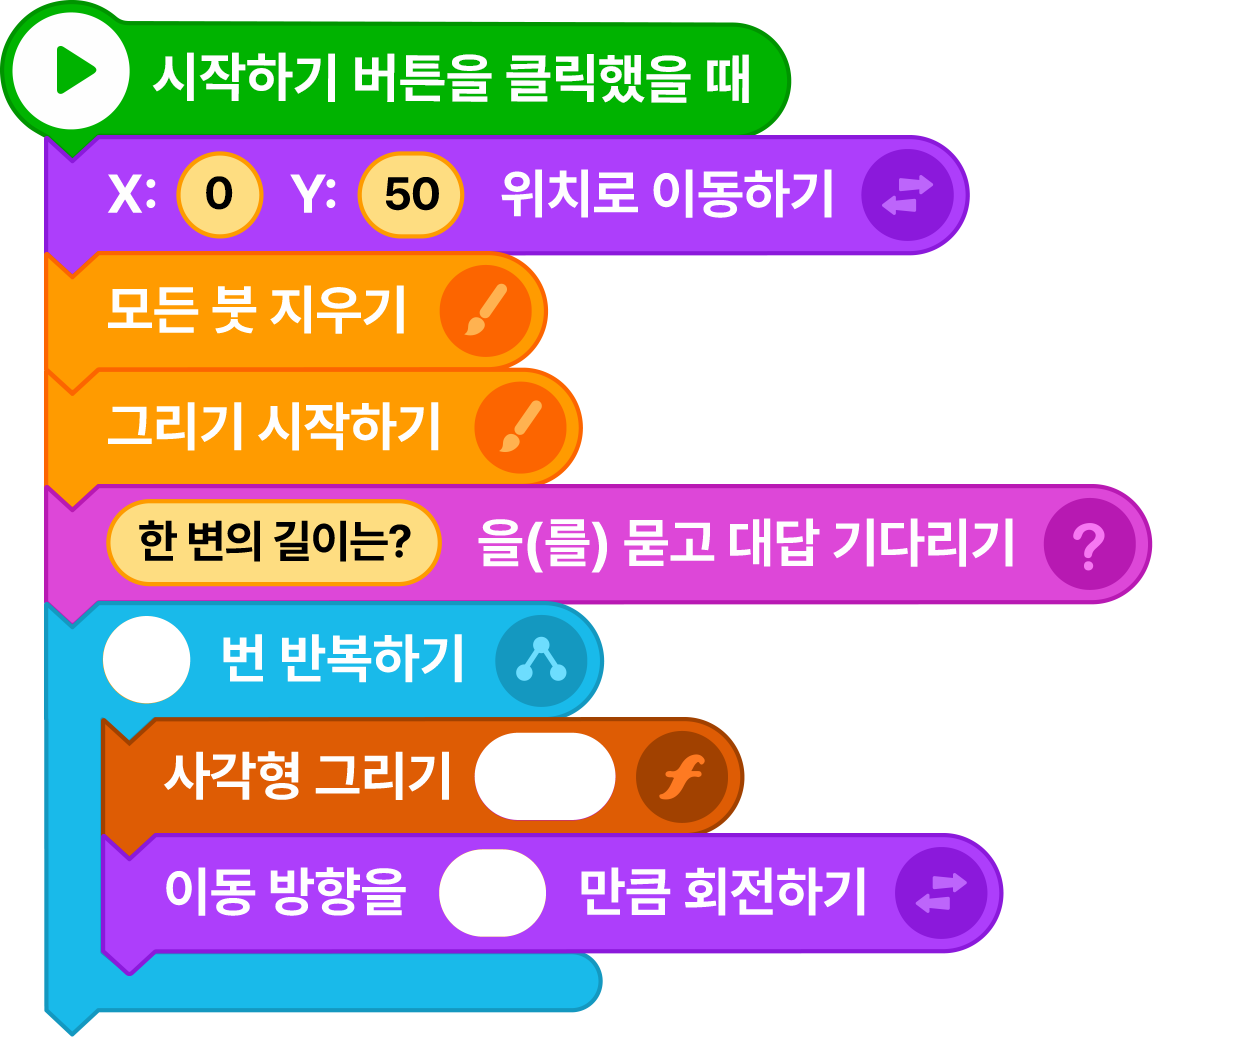 시작하기 버튼을 클릭했을 때
X: 0 Y: 50 위치로 이동하기
모든 붓 지우기
그리기 시작하기
한 변의 길이는? 을(를) 묻고 대답 기다리기
번 반복하기
사각형 그리기
이동 방향을 만큼 회전하기